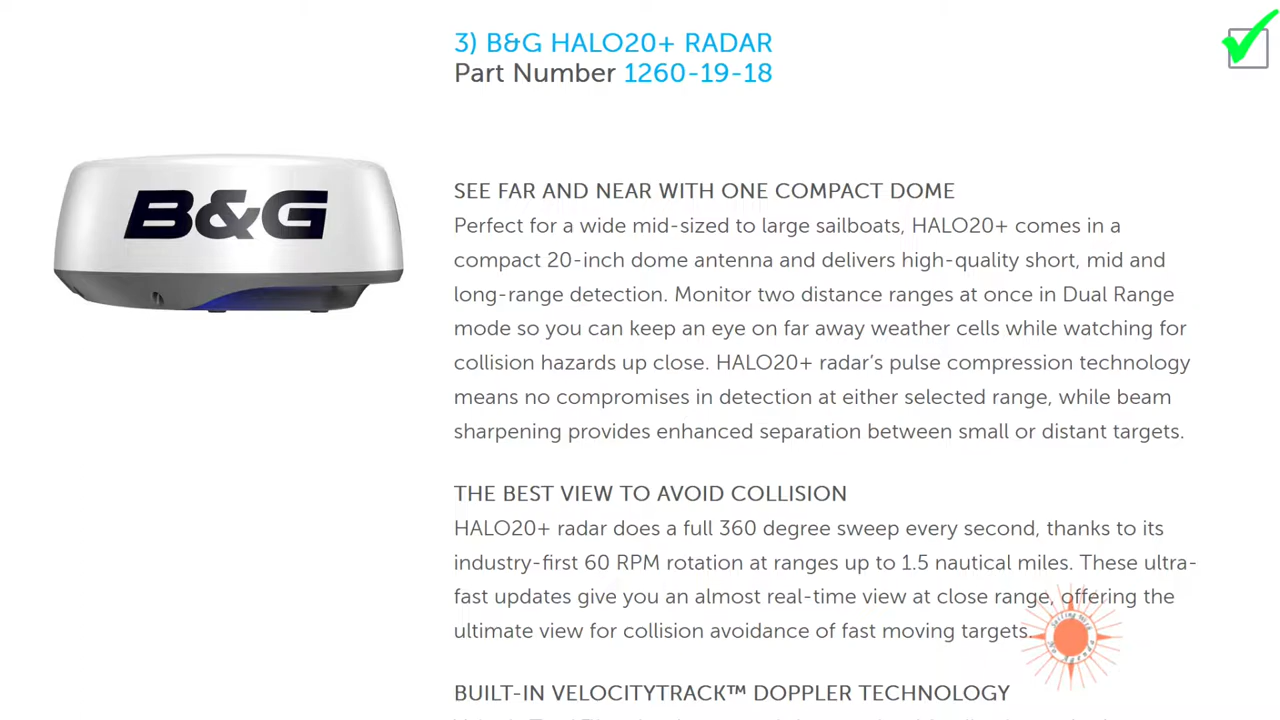 3) B&G HALO20+ RADAR
Part Number 1260-19-18
B&G
SEE FAR AND NEAR WITH ONE COMPACT DOME
Perfect for a wide mid-sized to large sailboats, HALO20+ comes in a
compact 20-inch dome antenna and delivers high-quality short, mid and
long-range detection. Monitor two distance ranges at once in Dual Range
mode so you can keep an eye on far away weather cells while watching for
collision hazards up close. HALO20+ radar’s pulse compression technology
means no compromises in detection at either selected range, while beam
sharpening provides enhanced separation between small or distant targets.
THE BEST VIEW TO AVOID COLLISION
HALO20+ radar does a full 360 degree sweep every second, thanks to its
industry-first 60 RPM rotation at ranges up to 1.5 nautical miles. These ultra-
fast updates give you an almost real-time view at close range, offering the
ultimate view for collision avoidance of fast moving targets.
Sailing with
No Agenda
BUILT-IN VELOCITYTRACK™ DOPPLER TECHNOLOGY